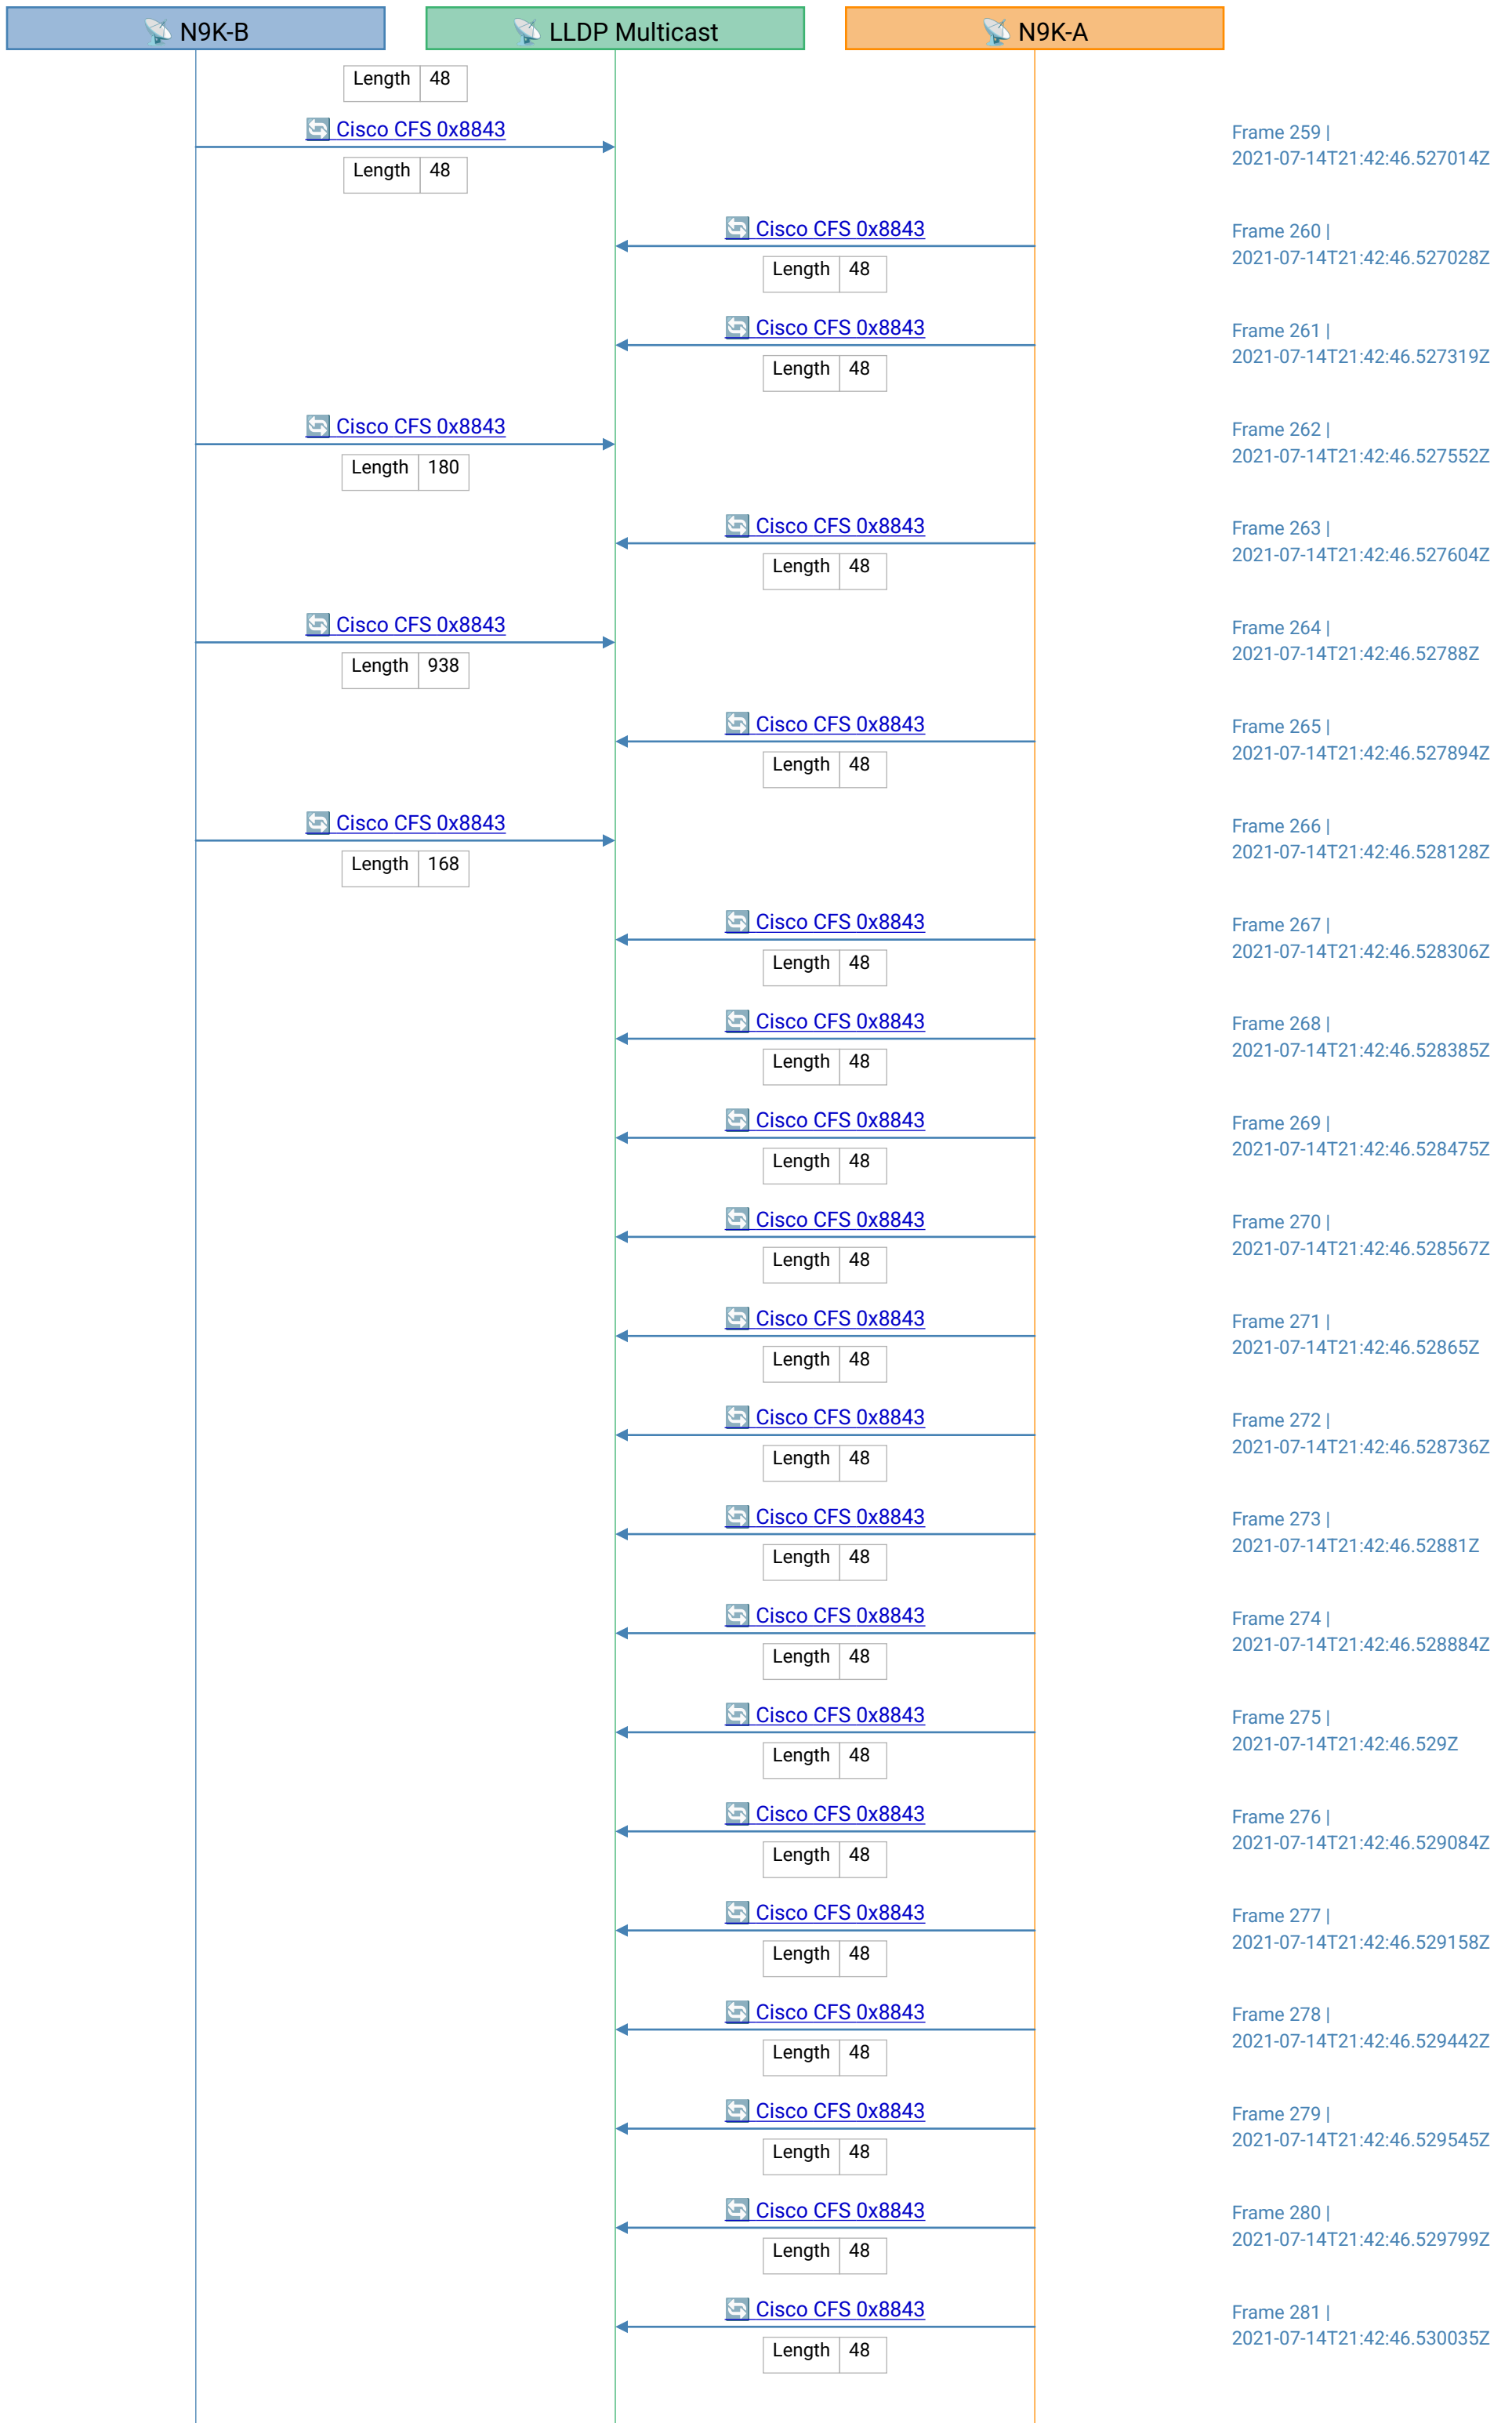 N9K-B
LLDP Multicast
N9K-A
Length 48
Cisco CFS 0x8843
Frame 259 |
2021-07-14T21:42:46.527014Z
Length 48
Cisco CFS 0x8843
Frame 260 |
2021-07-14T21:42:46.527028Z
Length 48
Cisco CFS 0x8843
Frame 261 |
2021-07-14T21:42:46.527319Z
Length 48
Cisco CFS 0x8843
Frame 262 |
2021-07-14T21:42:46.527552Z
Length 180
Cisco CFS 0x8843
Frame 263 |
2021-07-14T21:42:46.527604Z
Length 48
Cisco CFS 0x8843
Frame 264 |
2021-07-14T21:42:46.52788Z
Length 938
Cisco CFS 0x8843
Frame 265 |
2021-07-14T21:42:46.527894Z
Length 48
Cisco CFS 0x8843
Frame 266 |
2021-07-14T21:42:46.528128Z
Length 168
Cisco CFS 0x8843
Frame 267 |
2021-07-14T21:42:46.528306Z
Length 48
Cisco CFS 0x8843
Frame 268 |
2021-07-14T21:42:46.528385Z
Length 48
Cisco CFS 0x8843
Frame 269 |
2021-07-14T21:42:46.528475Z
Length 48
Cisco CFS 0x8843
Frame 270 |
2021-07-14T21:42:46.528567Z
Length 48
Cisco CFS 0x8843
Frame 271 |
2021-07-14T21:42:46.52865Z
Length 48
Cisco CFS 0x8843
Frame 272 |
2021-07-14T21:42:46.528736Z
Length 48
Cisco CFS 0x8843
Frame 273 |
2021-07-14T21:42:46.52881Z
Length 48
Cisco CFS 0x8843
Frame 274 |
2021-07-14T21:42:46.528884Z
Length 48
Cisco CFS 0x8843
Frame 275 |
2021-07-14T21:42:46.529Z
Length 48
Cisco CFS 0x8843
Frame 276 |
2021-07-14T21:42:46.529084Z
Length 48
Cisco CFS 0x8843
Frame 277 |
2021-07-14T21:42:46.529158Z
Length 48
Cisco CFS 0x8843
Frame 278 |
2021-07-14T21:42:46.529442Z
Length 48
Cisco CFS 0x8843
Frame 279 |
2021-07-14T21:42:46.529545Z
Length 48
Cisco CFS 0x8843
Frame 280 |
2021-07-14T21:42:46.529799Z
Length 48
Cisco CFS 0x8843
Frame 281 |
2021-07-14T21:42:46.530035Z
Length 48